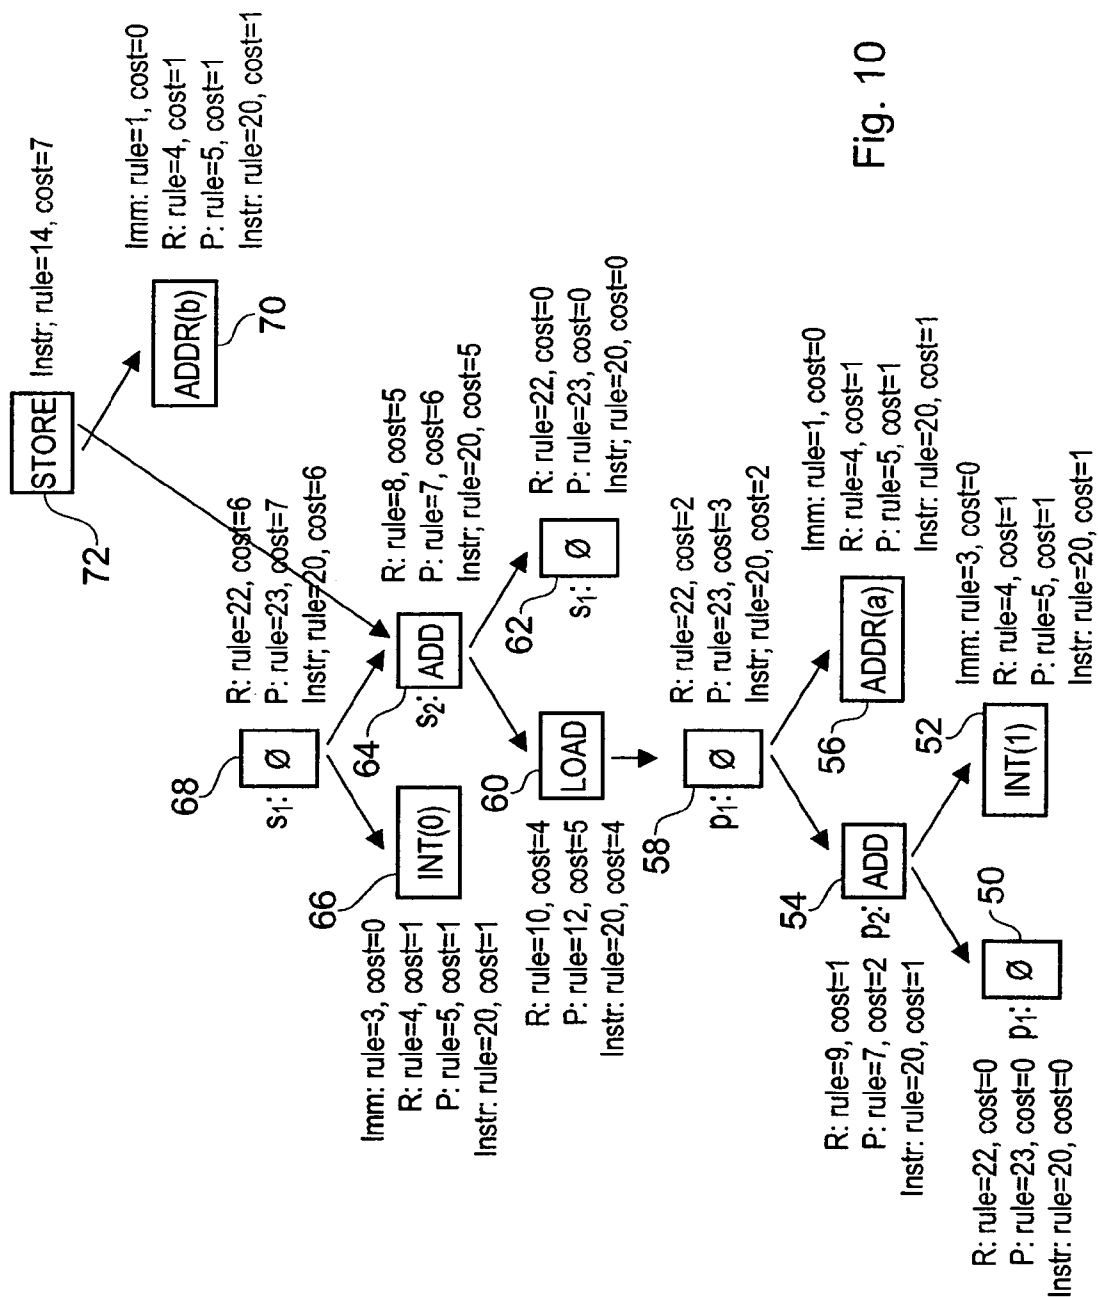 STORE
Instr; rule=14, cost=7
72
ADDR(b)
70
Imm: rule=1, cost=0
R: rule=4, cost=1
P: rule=5, cost=1
Instr: rule=20, cost=1
68
s1:
Ø
R: rule=22, cost=6
P: rule=23, cost=7
Instr; rule=20, cost=6
64
s2:
ADD
R: rule=8, cost=5
P: rule=7, cost=6
Instr; rule=20, cost=5
66
INT(0)
Imm: rule=3, cost=0
R: rule=4, cost=1
P: rule=5, cost=1
Instr: rule=20, cost=1
62
s1:
Ø
R: rule=22, cost=0
P: rule=23, cost=0
Instr; rule=20, cost=0
60
LOAD
R: rule=10, cost=4
P: rule=12, cost=5
Instr: rule=20, cost=4
58
p1:
Ø
R: rule=22, cost=2
P: rule=23, cost=3
Instr; rule=20, cost=2
56
ADDR(a)
Imm: rule=1, cost=0
R: rule=4, cost=1
P: rule=5, cost=1
Instr: rule=20, cost=1
54
p2:
ADD
R: rule=9, cost=1
P: rule=7, cost=2
Instr: rule=20, cost=1
52
INT(1)
Imm: rule=3, cost=0
R: rule=4, cost=1
P: rule=5, cost=1
Instr: rule=20, cost=1
50
p1:
Ø
R: rule=22, cost=0
P: rule=23, cost=0
Instr: rule=20, cost=0
Fig. 10